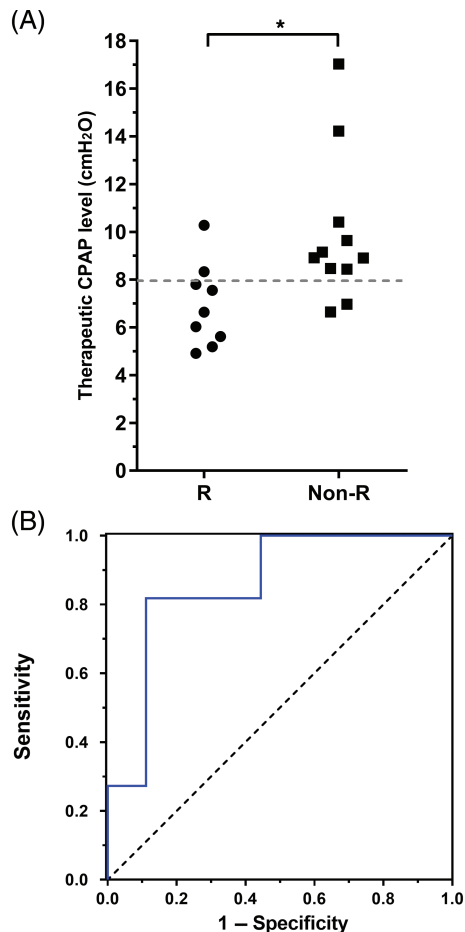 (A)
*
Therapeutic CPAP level (cmH₂O)
18
16
14
12
10
8
6
4
2
0
R Non-R
(B)
Sensitivity
1.0
0.8
0.6
0.4
0.2
0.0
0.0 0.2 0.4 0.6 0.8 1.0
1 – Specificity